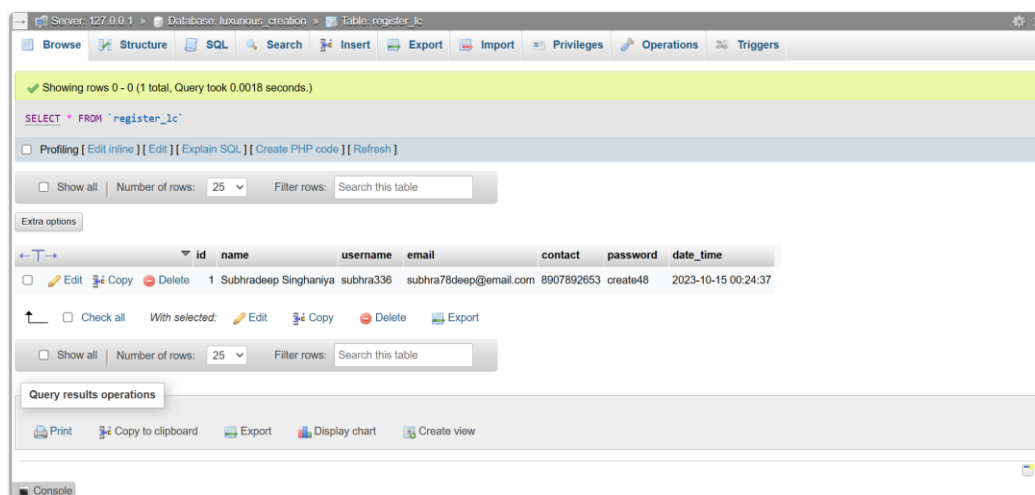 Server: 127.0.0.1 » Database: luxurious_creation » Table: register_lc
Browse Structure SQL Search Insert Export Import Privileges Operations Triggers
Showing rows 0 - 0 (1 total, Query took 0.0018 seconds.)
SELECT * FROM `register_lc`
Profiling [ Edit inline ] [ Edit ] [ Explain SQL ] [ Create PHP code ] [ Refresh ]
Show all | Number of rows: 25 Filter rows: Search this table
Extra options
←T→ id name username email contact password date_time
Edit Copy Delete 1 Subhradeep Singhaniya subhra336 subhra78deep@email.com 8907892653 create48 2023-10-15 00:24:37
Check all With selected: Edit Copy Delete Export
Show all | Number of rows: 25 Filter rows: Search this table
Query results operations
Print Copy to clipboard Export Display chart Create view
Console